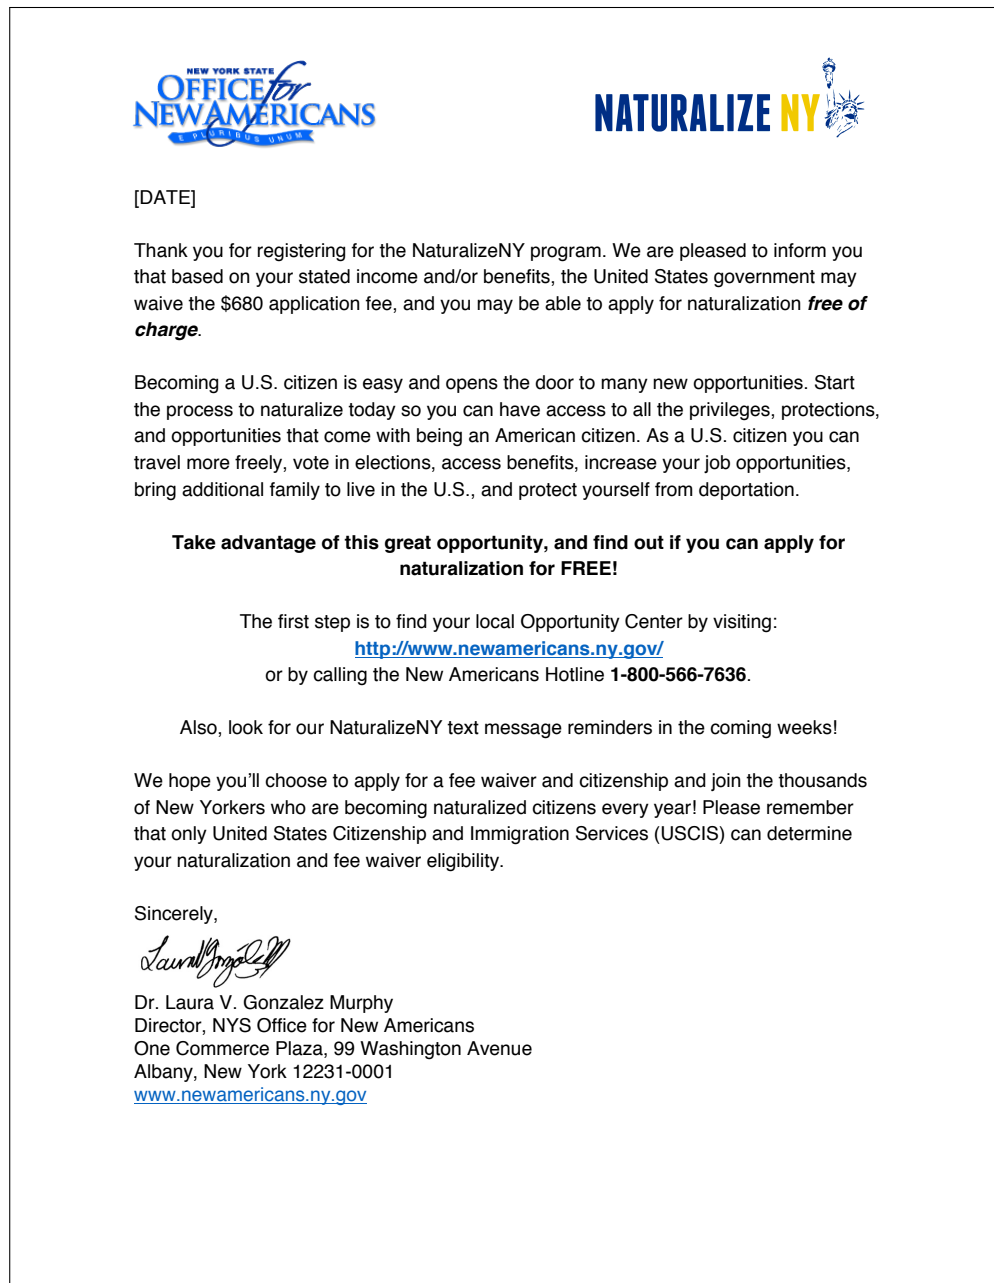 NEW YORK STATE
OFFICE for
NEW AMERICANS
E PLURIBUS UNUM
NATURALIZE NY
[DATE]
Thank you for registering for the NaturalizeNY program. We are pleased to inform you
that based on your stated income and/or benefits, the United States government may
waive the $680 application fee, and you may be able to apply for naturalization free of
charge.
Becoming a U.S. citizen is easy and opens the door to many new opportunities. Start
the process to naturalize today so you can have access to all the privileges, protections,
and opportunities that come with being an American citizen. As a U.S. citizen you can
travel more freely, vote in elections, access benefits, increase your job opportunities,
bring additional family to live in the U.S., and protect yourself from deportation.
Take advantage of this great opportunity, and find out if you can apply for
naturalization for FREE!
The first step is to find your local Opportunity Center by visiting:
http://www.newamericans.ny.gov/
or by calling the New Americans Hotline 1-800-566-7636.
Also, look for our NaturalizeNY text message reminders in the coming weeks!
We hope you'll choose to apply for a fee waiver and citizenship and join the thousands
of New Yorkers who are becoming naturalized citizens every year! Please remember
that only United States Citizenship and Immigration Services (USCIS) can determine
your naturalization and fee waiver eligibility.
Sincerely,
Dr. Laura V. Gonzalez Murphy
Director, NYS Office for New Americans
One Commerce Plaza, 99 Washington Avenue
Albany, New York 12231-0001
www.newamericans.ny.gov